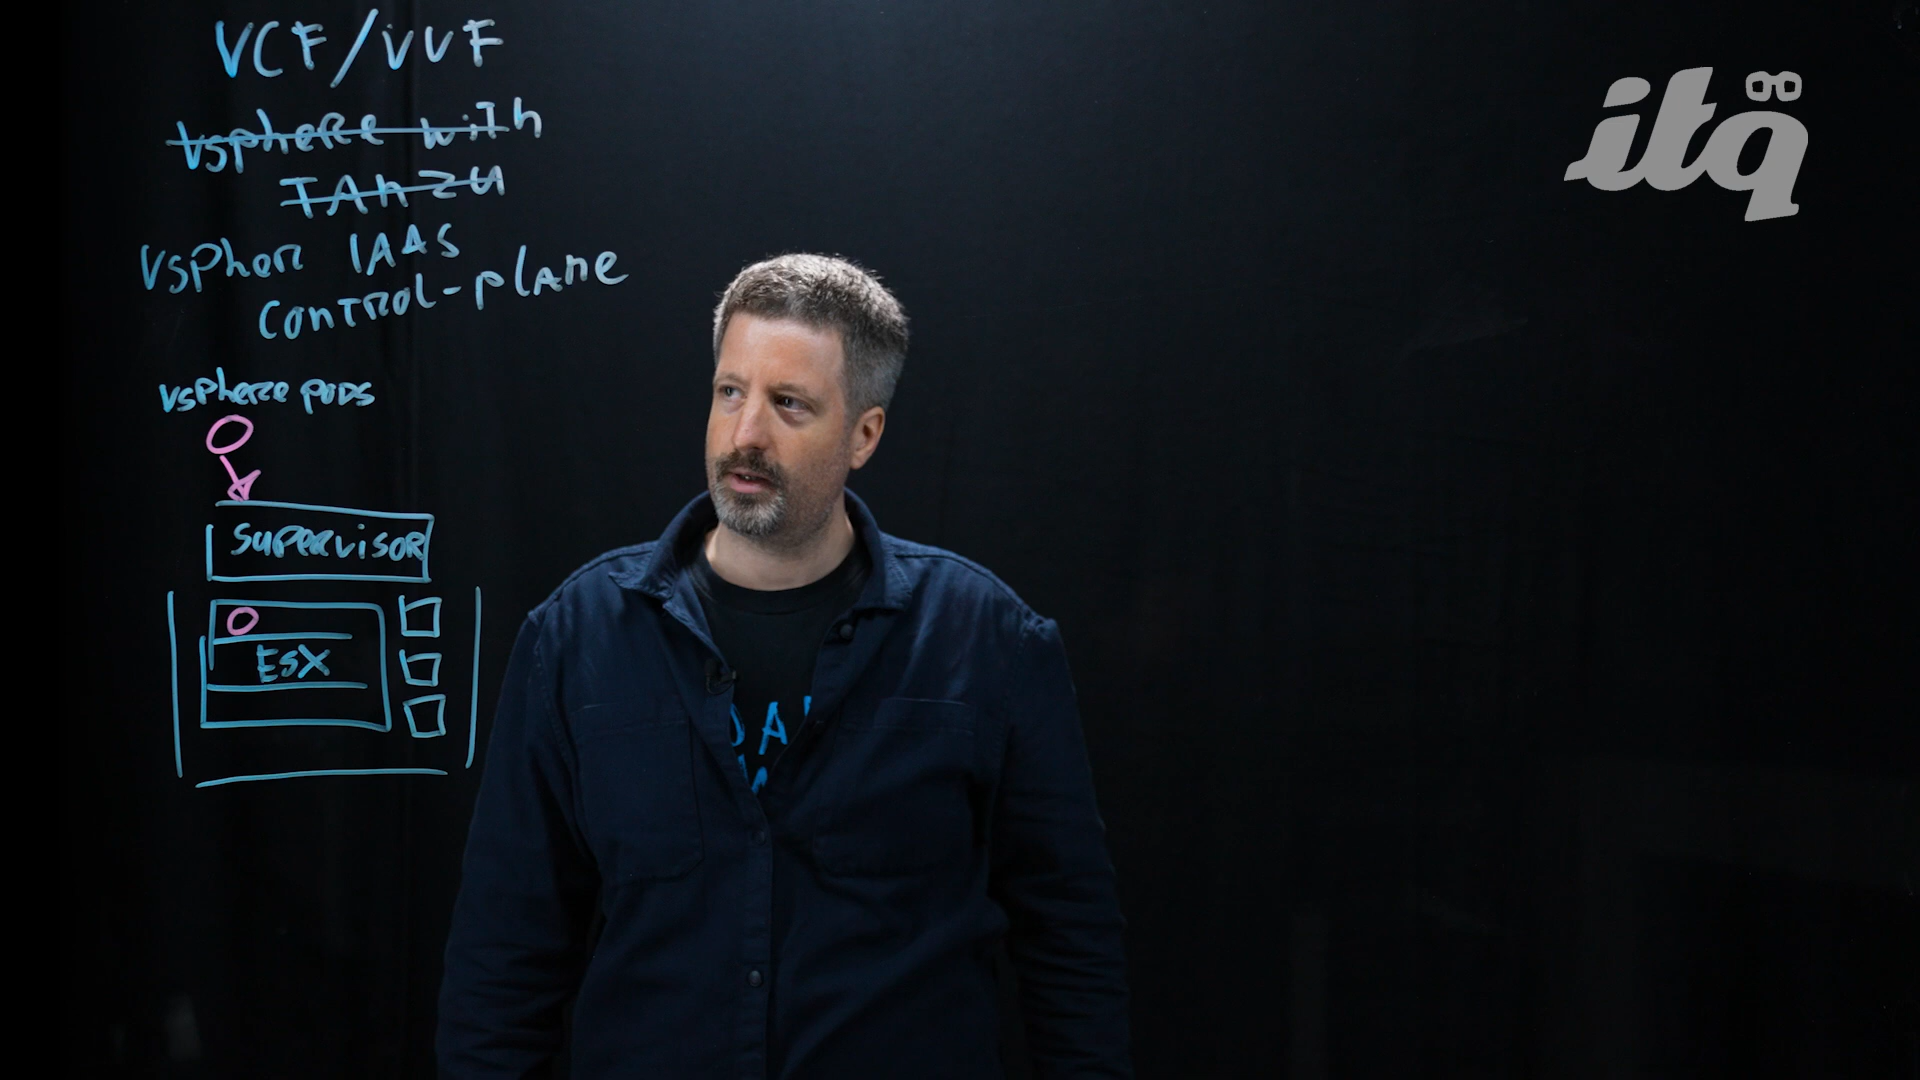 VCF/VVF
vsphere with
TAnzu
vsphere IAAS
control-plane
vsphere pods
supervisor
ESX
itq